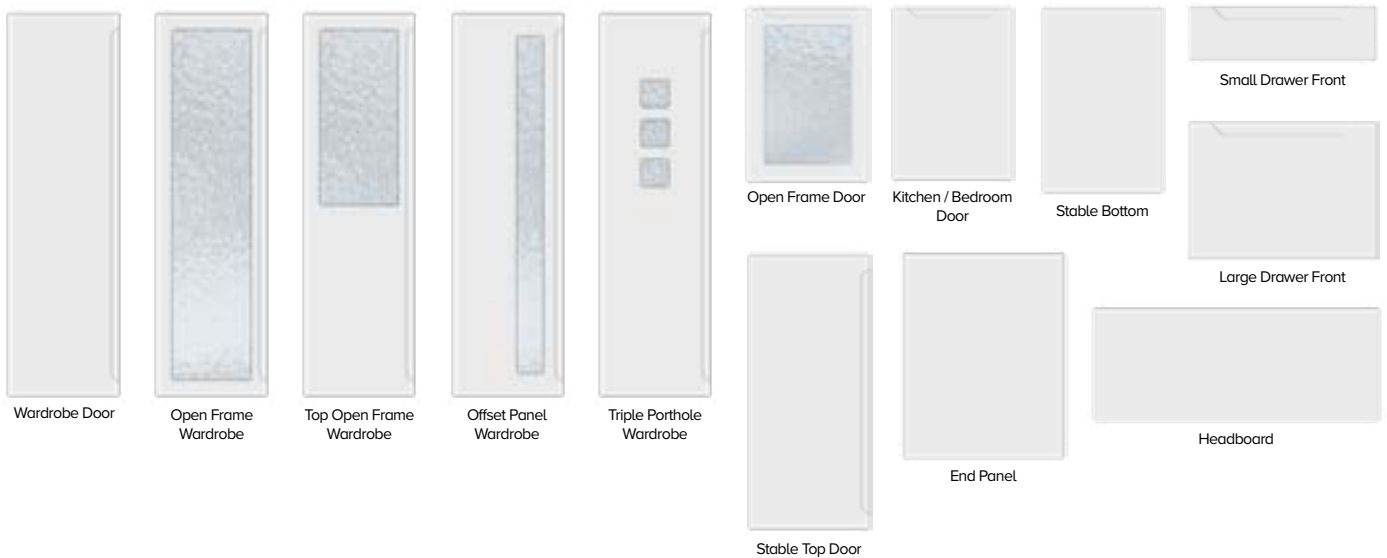 Wardrobe Door
Open Frame
Wardrobe
Top Open Frame
Wardrobe
Offset Panel
Wardrobe
Triple Porthole
Wardrobe
Open Frame Door
Kitchen / Bedroom
Door
Stable Bottom
Small Drawer Front
Large Drawer Front
Stable Top Door
End Panel
Headboard